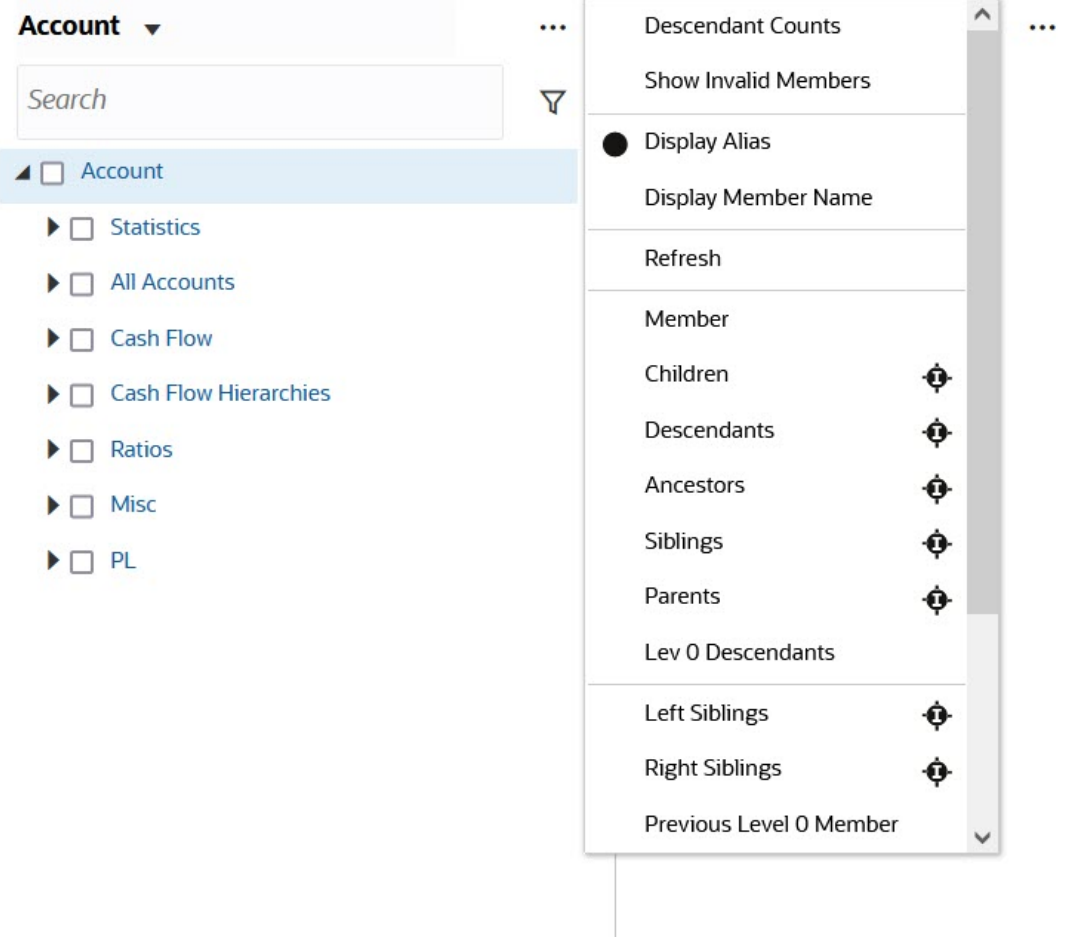 Account
Search
Account
Statistics
All Accounts
Cash Flow
Cash Flow Hierarchies
Ratios
Misc
PL
Descendant Counts
Show Invalid Members
Display Alias
Display Member Name
Refresh
Member
Children
Descendants
Ancestors
Siblings
Parents
Lev 0 Descendants
Left Siblings
Right Siblings
Previous Level 0 Member